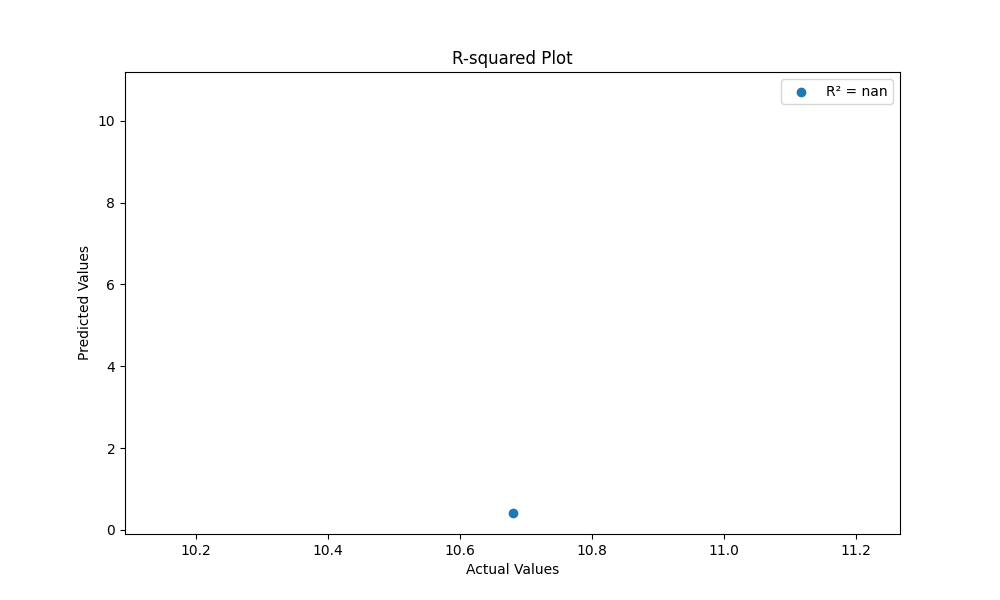 R-squared Plot
R² = nan
10
8
6
4
2
0
Predicted Values
10.2 10.4 10.6 10.8 11.0 11.2
Actual Values